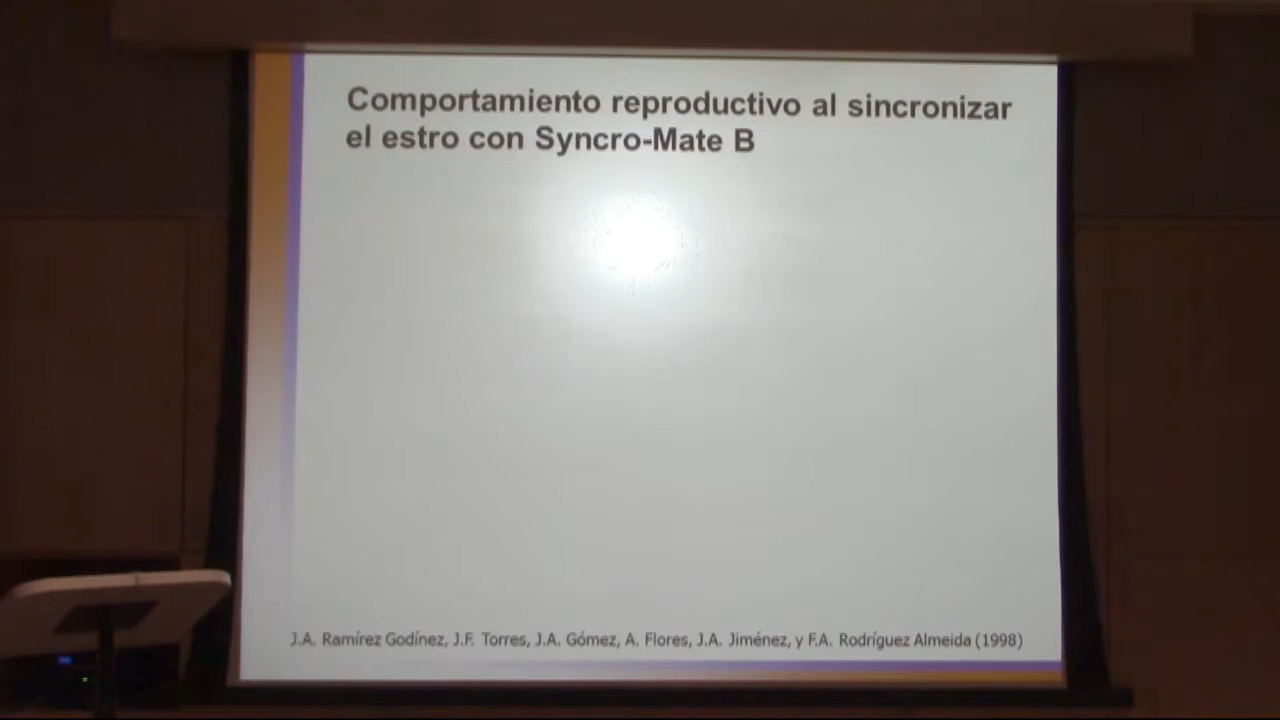 Comportamiento reproductivo al sincronizar
el estro con Syncro-Mate B
J.A. Ramírez Godínez, J.F. Torres, J.A. Gómez, A. Flores, J.A. Jiménez, y F.A. Rodríguez Almeida (1998)